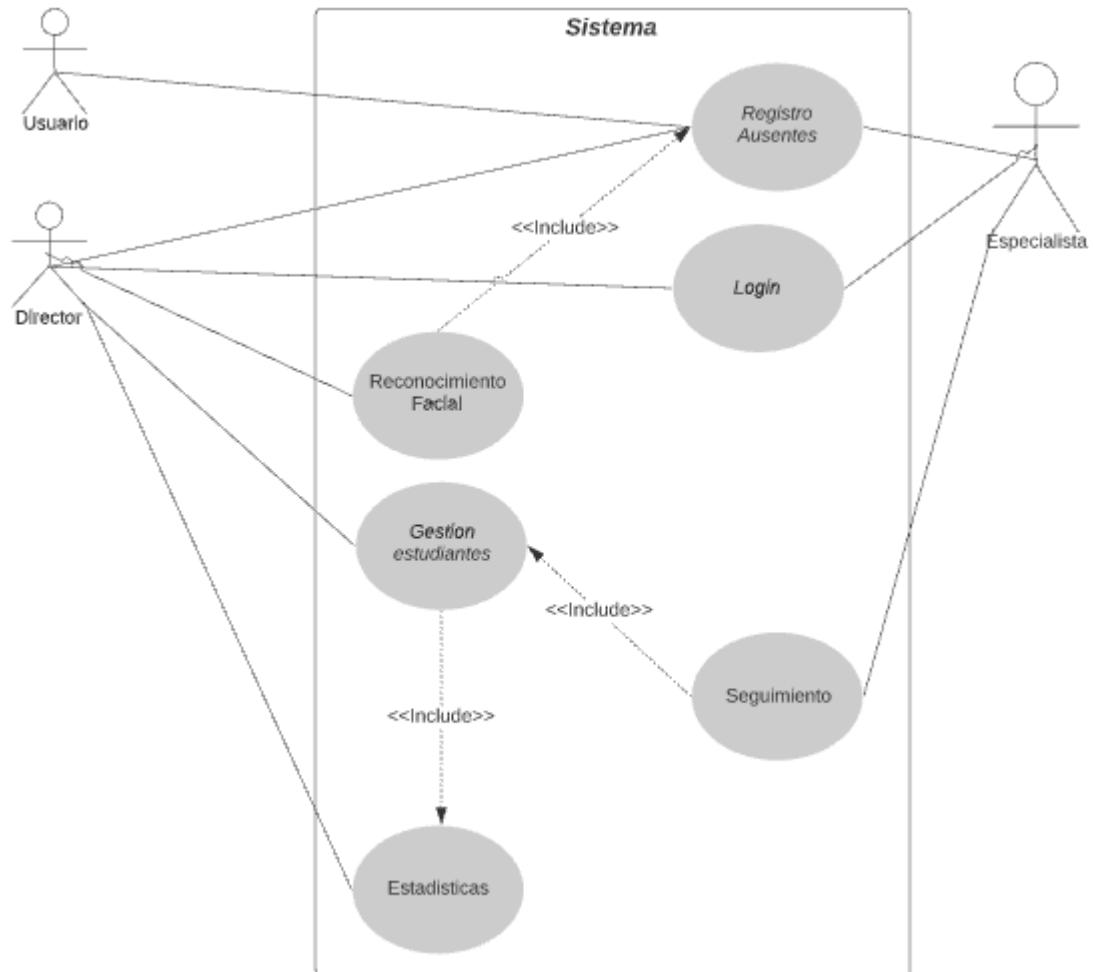 Sistema
Usuario
Registro
Ausentes
Director
<<Include>>
Especialista
Login
Reconocimiento
Facial
Gestion
estudiantes
<<Include>>
Seguimiento
<<Include>>
Estadisticas